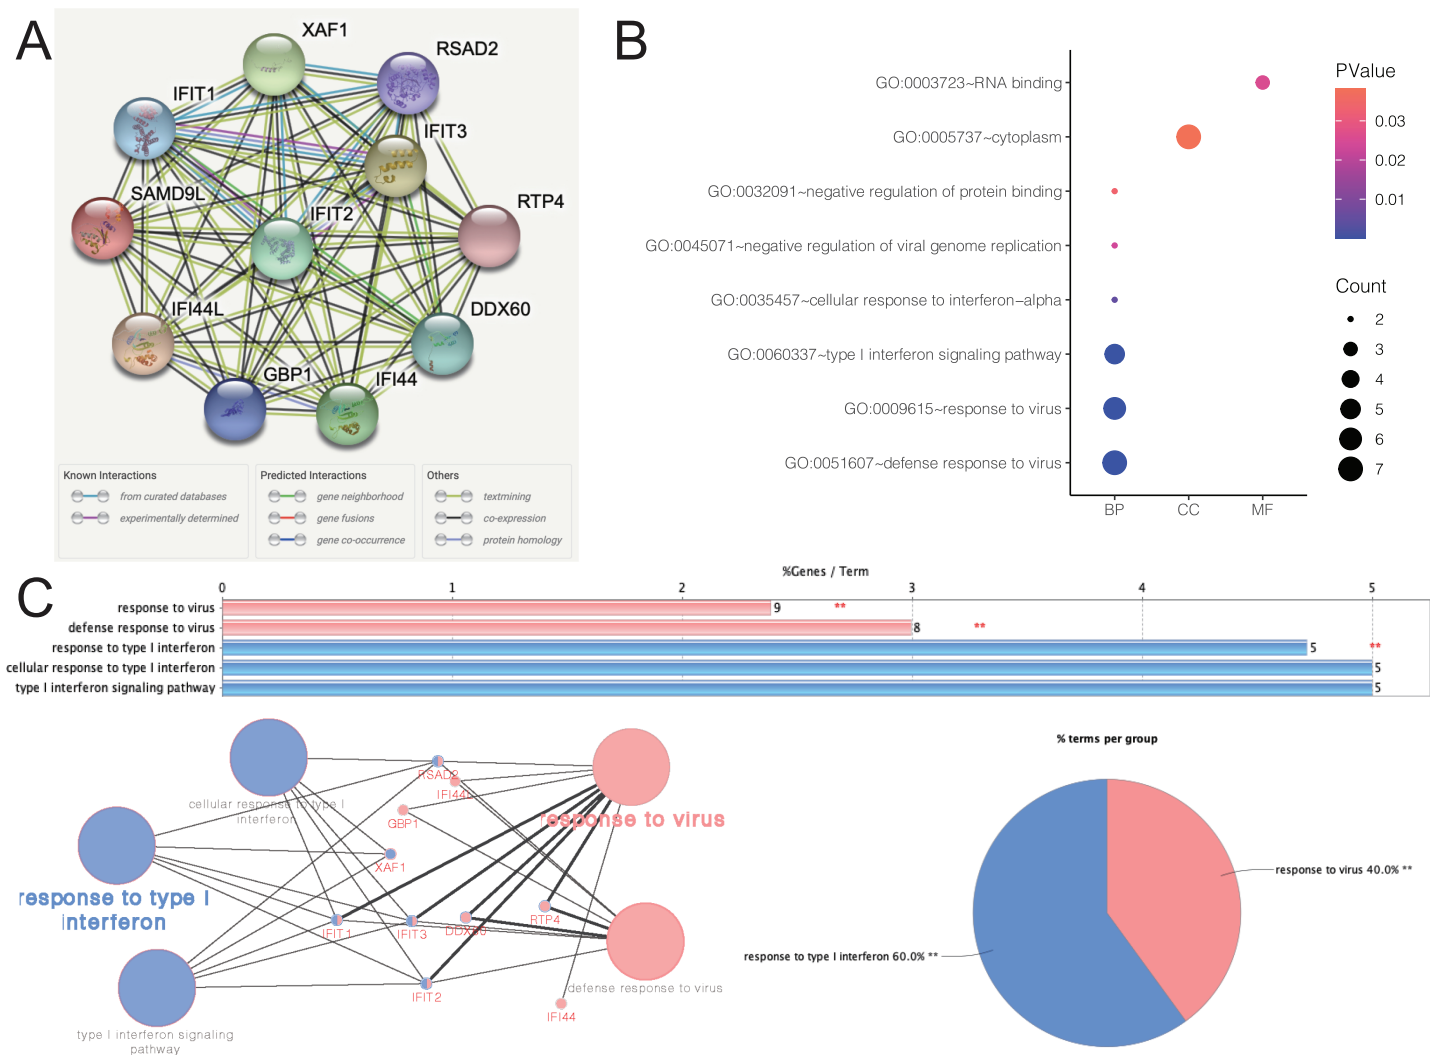 A
XAF1
RSAD2
IFIT1
IFIT3
SAMD9L
IFIT2
RTP4
IFI44L
DDX60
GBP1
IFI44
Known Interactions
from curated databases
experimentally determined
Predicted Interactions
gene neighborhood
gene fusions
gene co-occurrence
Others
textmining
co-expression
protein homology
B
GO:0003723~RNA binding
GO:0005737~cytoplasm
GO:0032091~negative regulation of protein binding
GO:0045071~negative regulation of viral genome replication
GO:0035457~cellular response to interferon−alpha
GO:0060337~type I interferon signaling pathway
GO:0009615~response to virus
GO:0051607~defense response to virus
BP CC MF
PValue
0.03
0.02
0.01
Count
2
3
4
5
6
7
C
%Genes / Term
0 1 2 3 4 5
response to virus 9 **
defense response to virus 8 **
response to type I interferon 5 **
cellular response to type I interferon 5
type I interferon signaling pathway 5
RSAD2
IFI44L
cellular response to type I
interferon
GBP1
response to virus
XAF1
response to type I
interferon
IFIT1
IFIT3
DDX60
RTP4
IFIT2
defense response to virus
IFI44
type I interferon signaling
pathway
% terms per group
response to virus 40.0% **
response to type I interferon 60.0% **